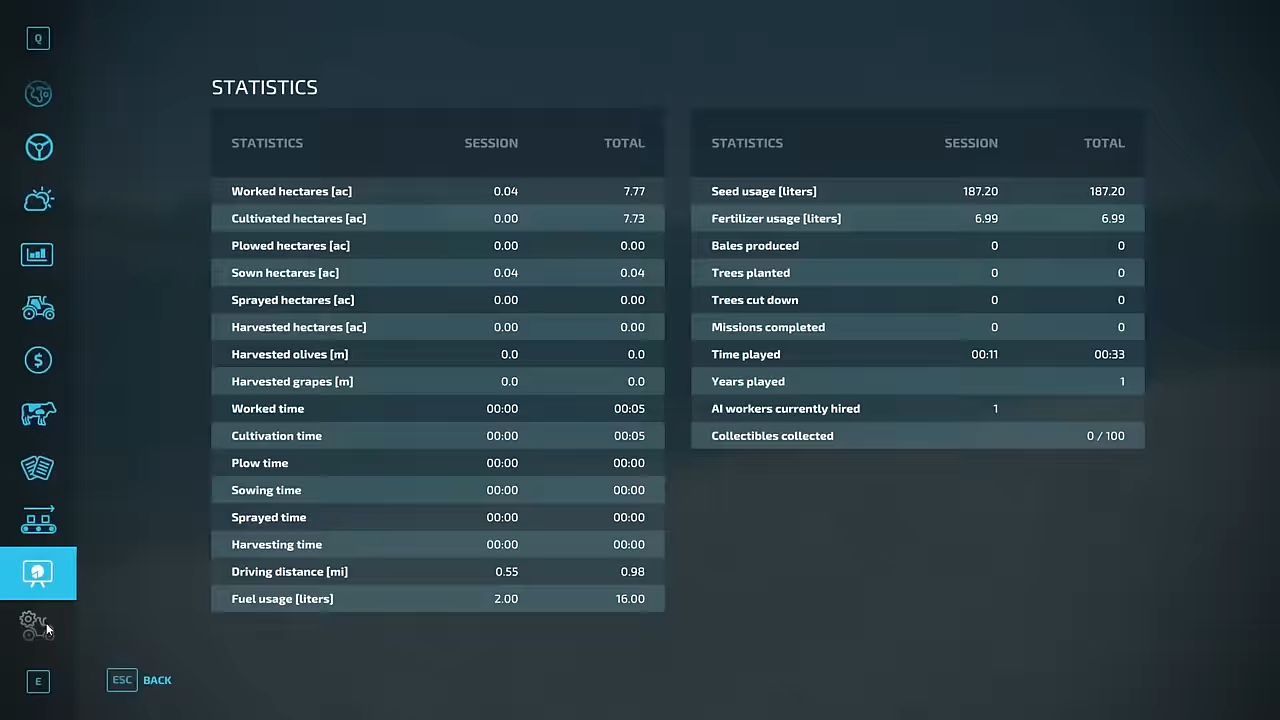 Q
STATISTICS
STATISTICS SESSION TOTAL
Worked hectares [ac] 0.04 7.77
Cultivated hectares [ac] 0.00 7.73
Plowed hectares [ac] 0.00 0.00
Sown hectares [ac] 0.04 0.04
Sprayed hectares [ac] 0.00 0.00
Harvested hectares [ac] 0.00 0.00
Harvested olives [m] 0.0 0.0
Harvested grapes [m] 0.0 0.0
Worked time 00:00 00:05
Cultivation time 00:00 00:05
Plow time 00:00 00:00
Sowing time 00:00 00:00
Sprayed time 00:00 00:00
Harvesting time 00:00 00:00
Driving distance [mi] 0.55 0.98
Fuel usage [liters] 2.00 16.00
STATISTICS SESSION TOTAL
Seed usage [liters] 187.20 187.20
Fertilizer usage [liters] 6.99 6.99
Bales produced 0 0
Trees planted 0 0
Trees cut down 0 0
Missions completed 0 0
Time played 00:11 00:33
Years played 1
AI workers currently hired 1
Collectibles collected 0 / 100
E
ESC BACK